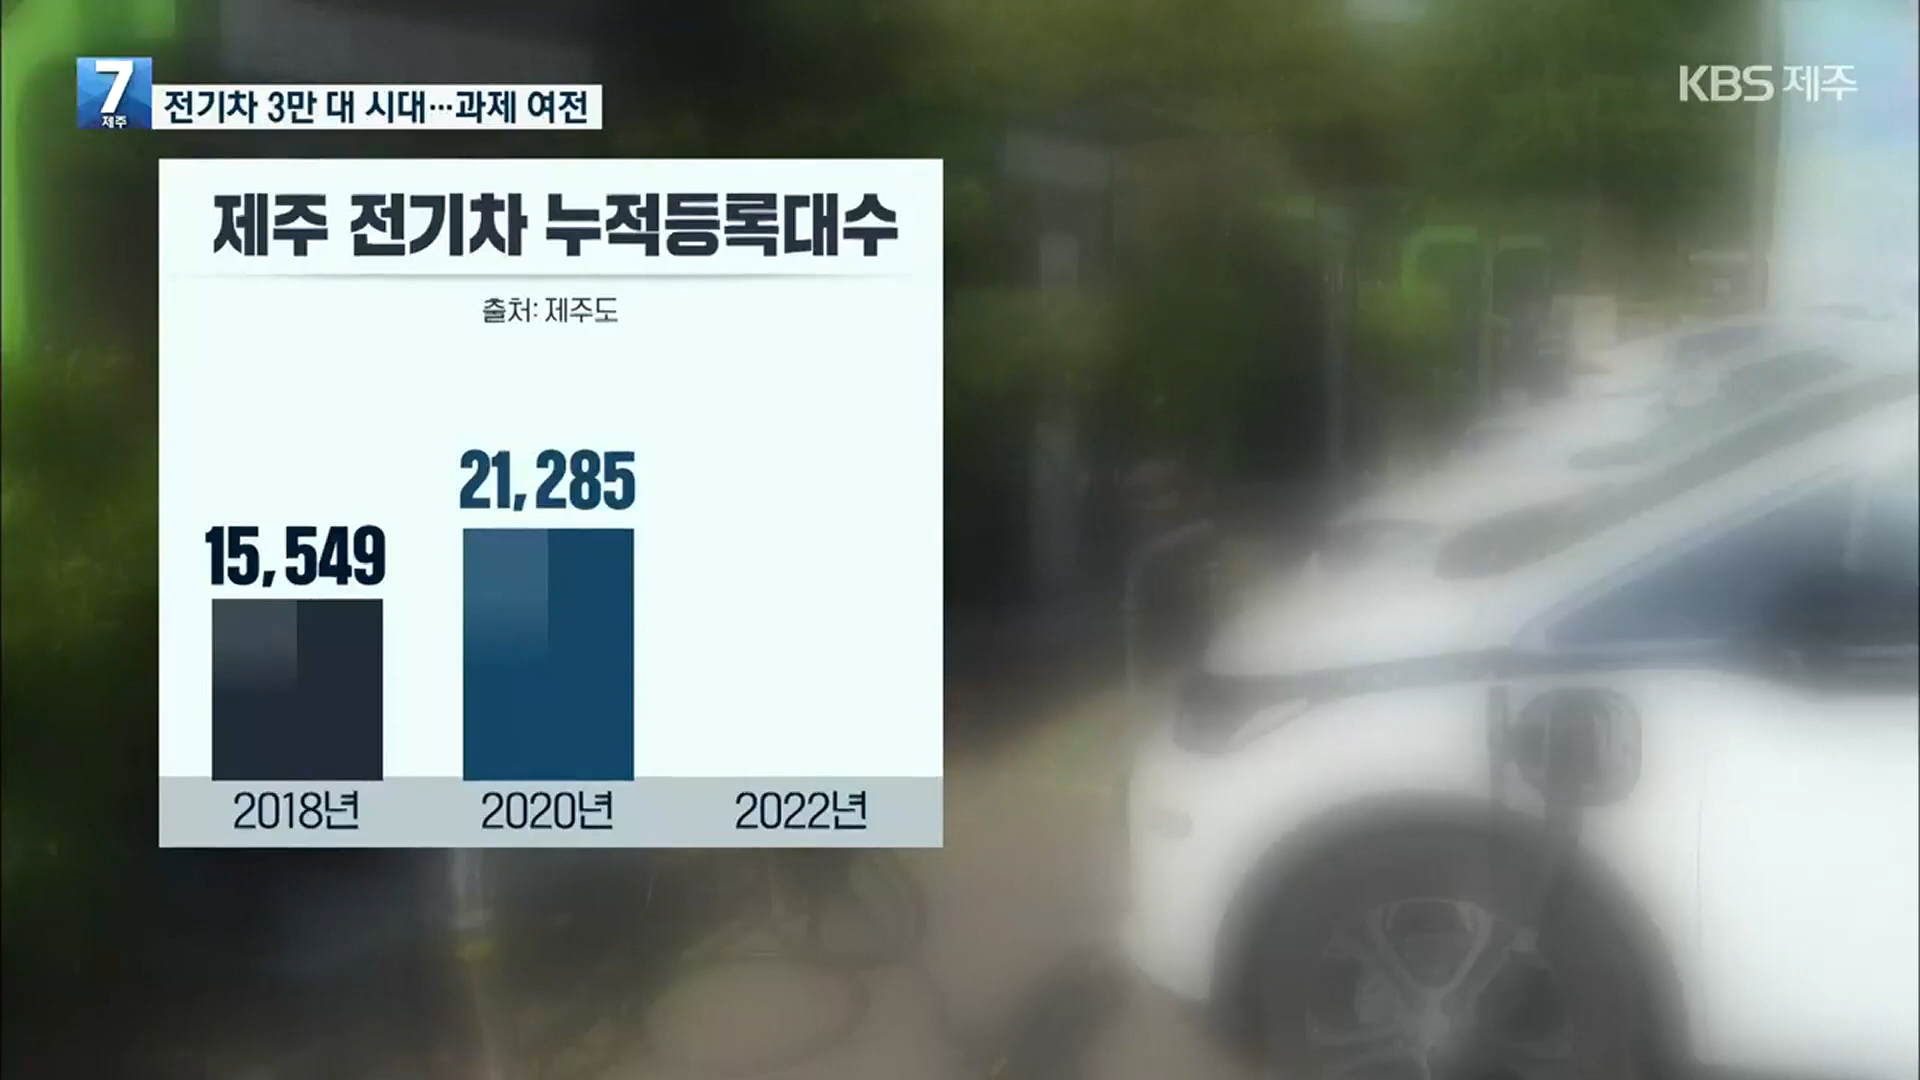 7
제주
전기차 3만 대 시대…과제 여전
KBS 제주
제주 전기차 누적등록대수
출처: 제주도
15,549
21,285
2018년
2020년
2022년